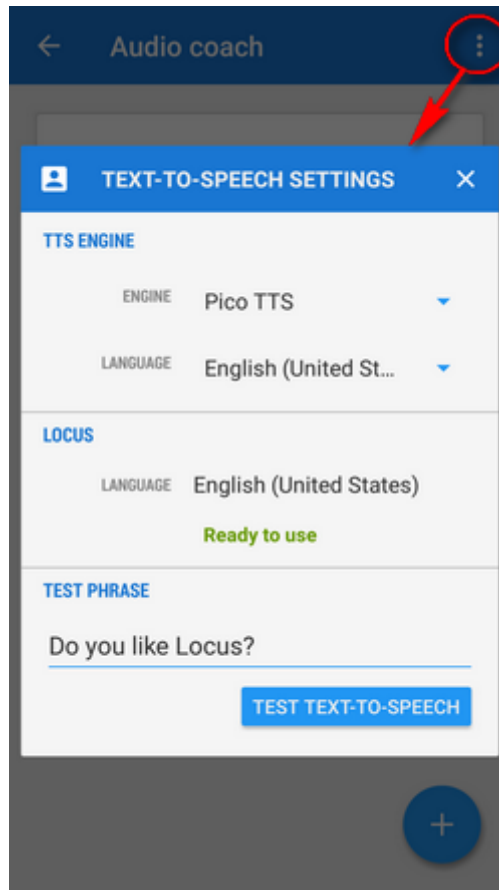 Audio coach
TEXT-TO-SPEECH SETTINGS
TTS ENGINE
ENGINE Pico TTS
LANGUAGE English (United St...
LOCUS
LANGUAGE English (United States)
Ready to use
TEST PHRASE
Do you like Locus?
TEST TEXT-TO-SPEECH